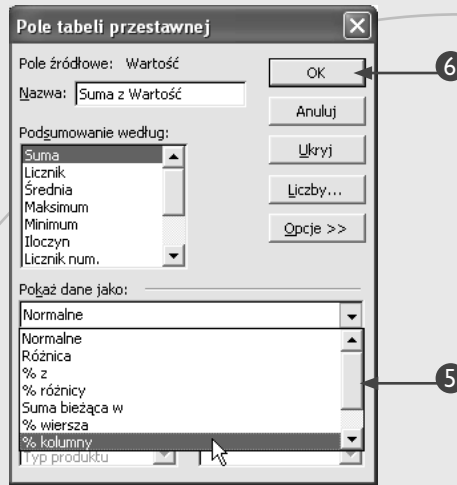 Pole tabeli przestawnej
Pole źródłowe: Wartość
Nazwa: Suma z Wartość
Podsumowanie według:
Suma
Licznik
Średnia
Maksimum
Minimum
Iloczyn
Licznik num.
OK
Anuluj
Ukryj
Liczby...
Opcje >>
6
Pokaż dane jako:
Normalne
Normalne
Różnica
% z
% różnicy
Suma bieżąca w
% wiersza
% kolumny
5
Typ produktu